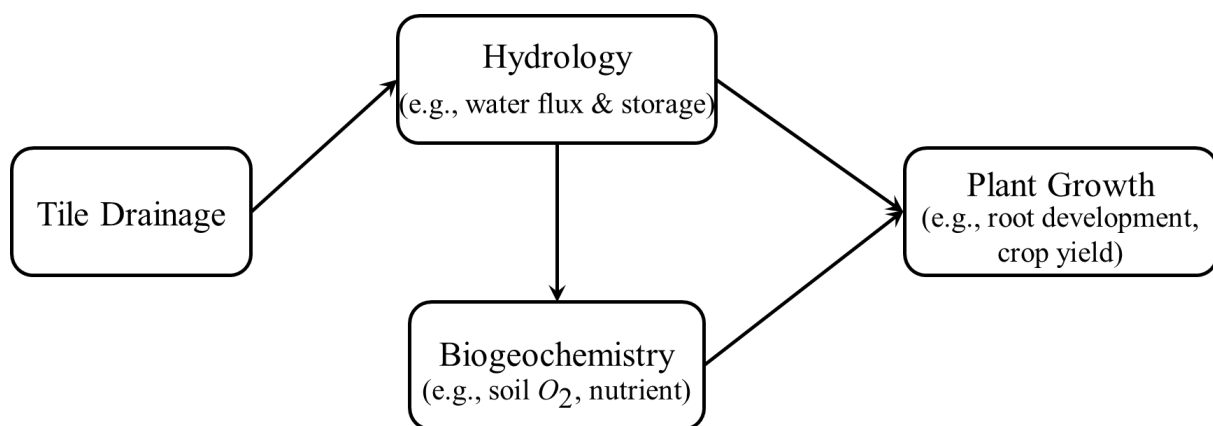 Hydrology
(e.g., water flux & storage)
Tile Drainage
Plant Growth
(e.g., root development,
crop yield)
Biogeochemistry
(e.g., soil O₂, nutrient)